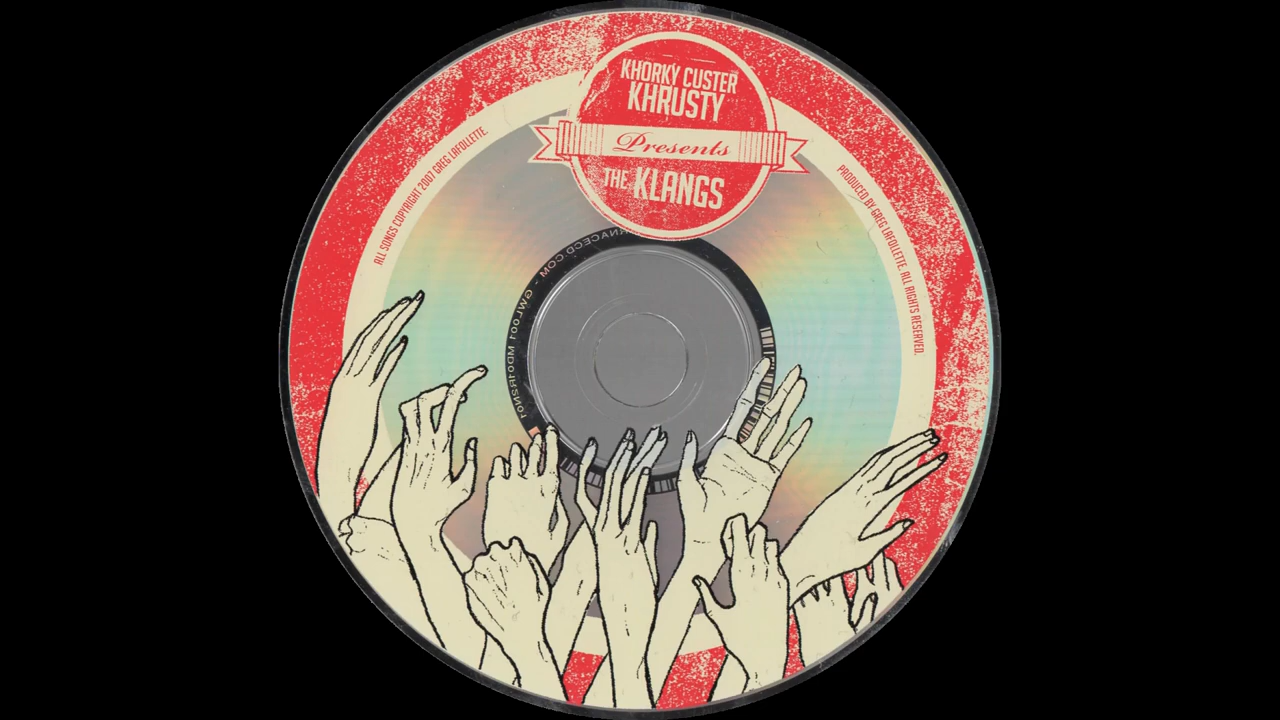 KHORKY CUSTER
KHRUSTY
Presents
THE KLANGS
ALL SONGS COPYRIGHT 2007 GREG LAFOLLETTE.
PRODUCED BY GREG LAFOLLETTE. ALL RIGHTS RESERVED.